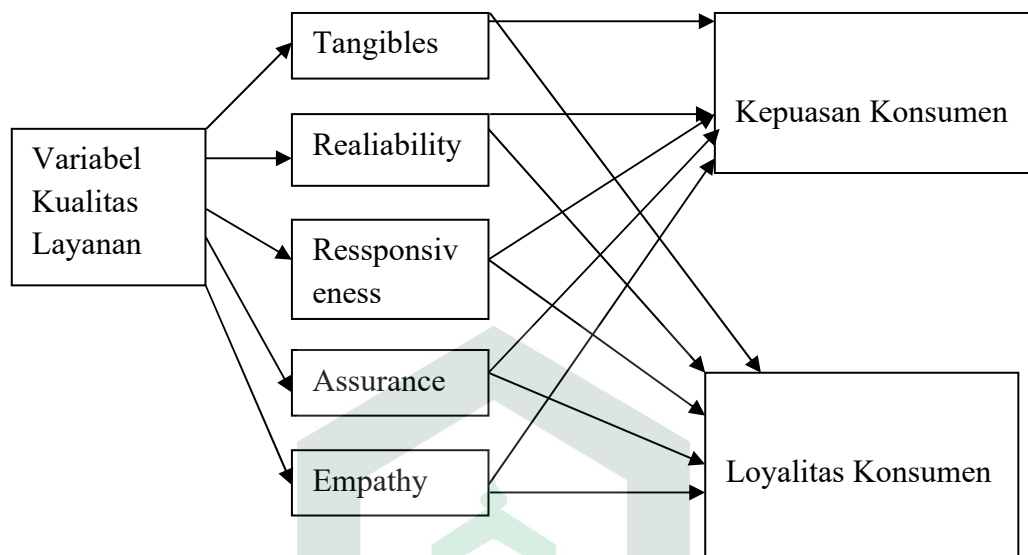 Tangibles
Kepuasan Konsumen
Realiability
Variabel
Kualitas
Layanan
Ressponsiv
eness
Assurance
Empathy
Loyalitas Konsumen